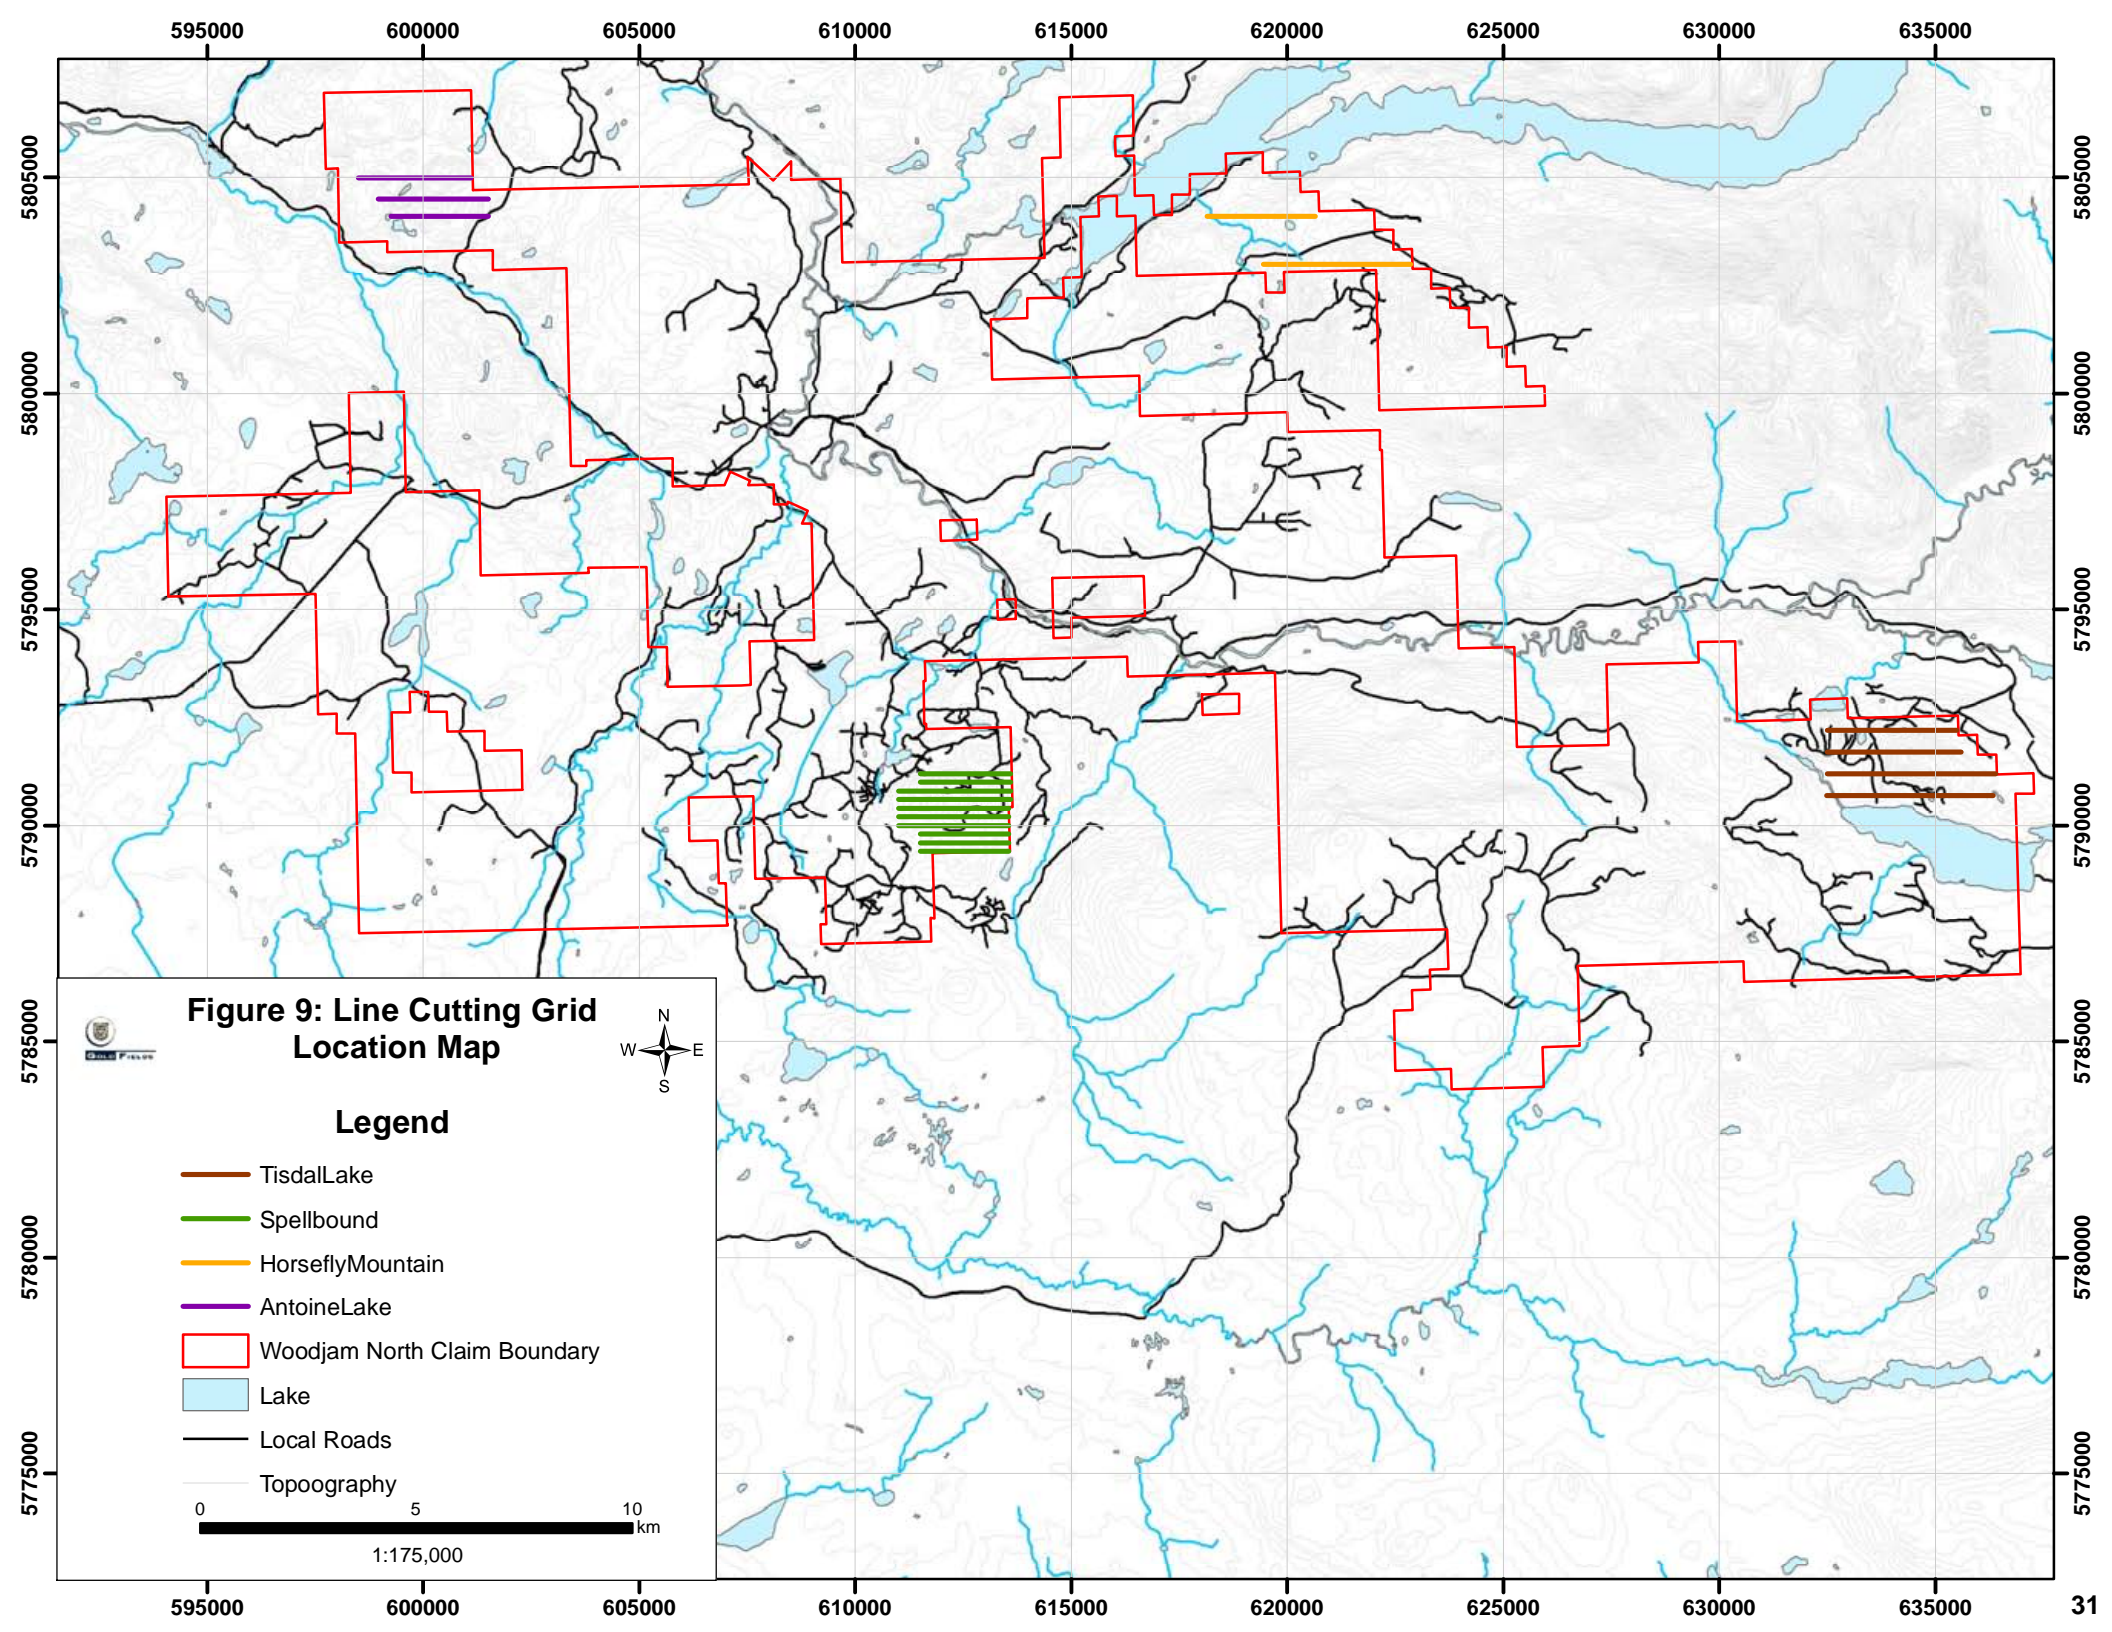 595000 600000 605000 610000 615000 620000 625000 630000 635000
5805000 5805000
5800000 5800000
5795000 5795000
5790000 5790000
5785000 5785000
5780000 5780000
5775000 5775000
Figure 9: Line Cutting Grid
Location Map
GOLD FIELDS
N
W E
S
Legend
TisdalLake
Spellbound
HorseflyMountain
AntoineLake
Woodjam North Claim Boundary
Lake
Local Roads
Topoography
0 5 10
km
1:175,000
595000 600000 605000 610000 615000 620000 625000 630000 635000
31